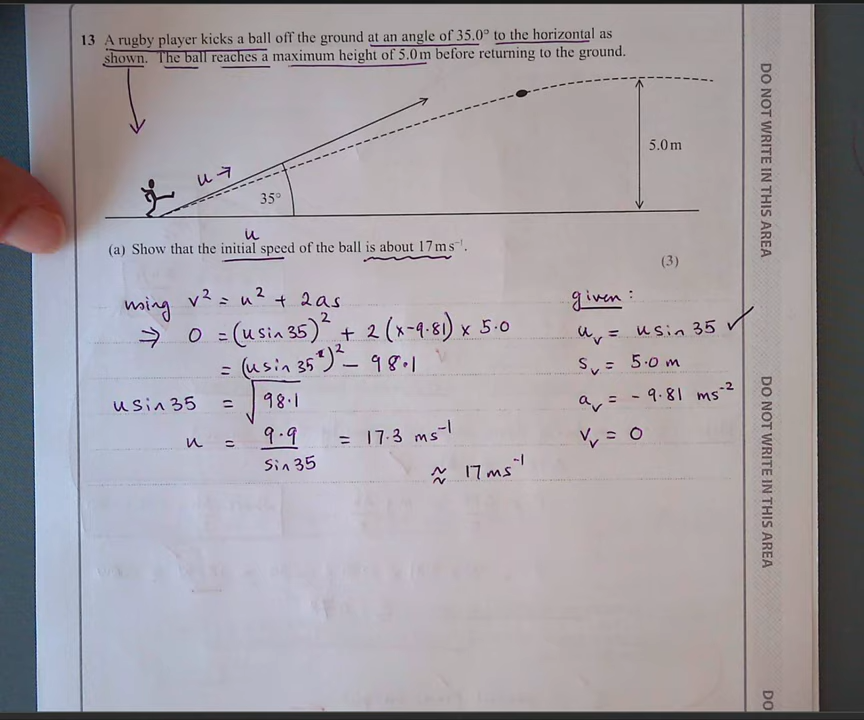 13 A rugby player kicks a ball off the ground at an angle of 35.0° to the horizontal as
shown. The ball reaches a maximum height of 5.0 m before returning to the ground.
u →
35°
5.0 m
u
(a) Show that the initial speed of the ball is about 17 m s⁻¹.
(3)
using v² = u² + 2as
⇒ 0 = (u sin 35)² + 2 (x-9.81) × 5.0
= (u sin 35)² − 98.1
u sin 35 = √98.1
u = 9.9 / sin 35 = 17.3 ms⁻¹
≈ 17 ms⁻¹
given :
u_v = u sin 35 ✓
s_v = 5.0 m
a_v = − 9.81 ms⁻²
v_v = 0
DO NOT WRITE IN THIS AREA
DO NOT WRITE IN THIS AREA
DO